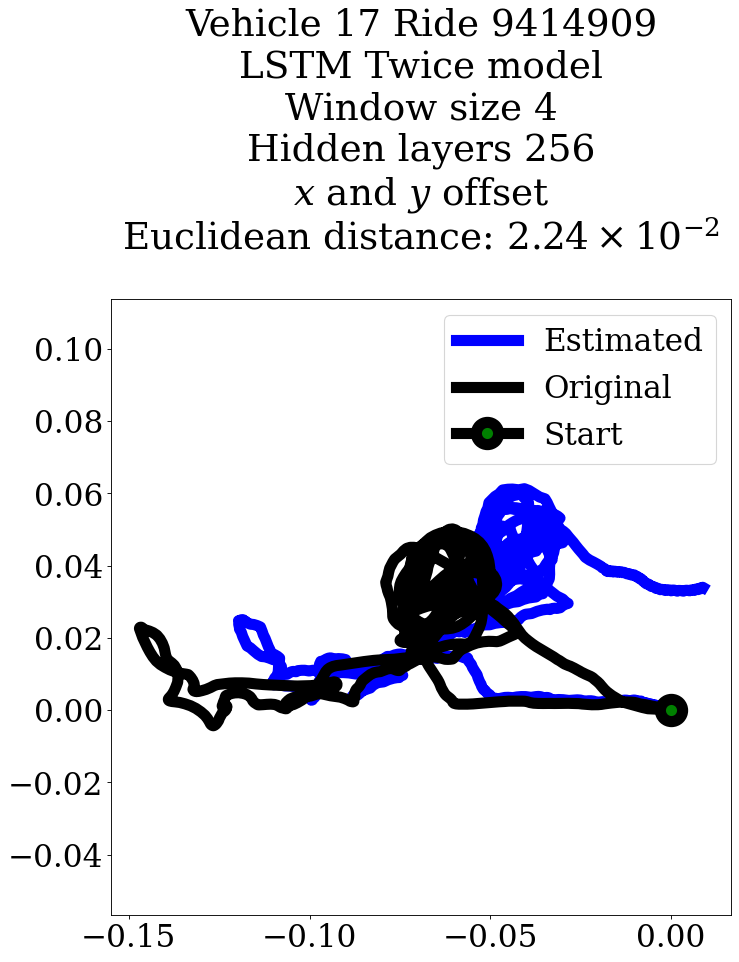 Vehicle 17 Ride 9414909
LSTM Twice model
Window size 4
Hidden layers 256
x and y offset
Euclidean distance: 2.24 × 10⁻²
Estimated
Original
Start
0.10
0.08
0.06
0.04
0.02
0.00
−0.02
−0.04
−0.15 −0.10 −0.05 0.00